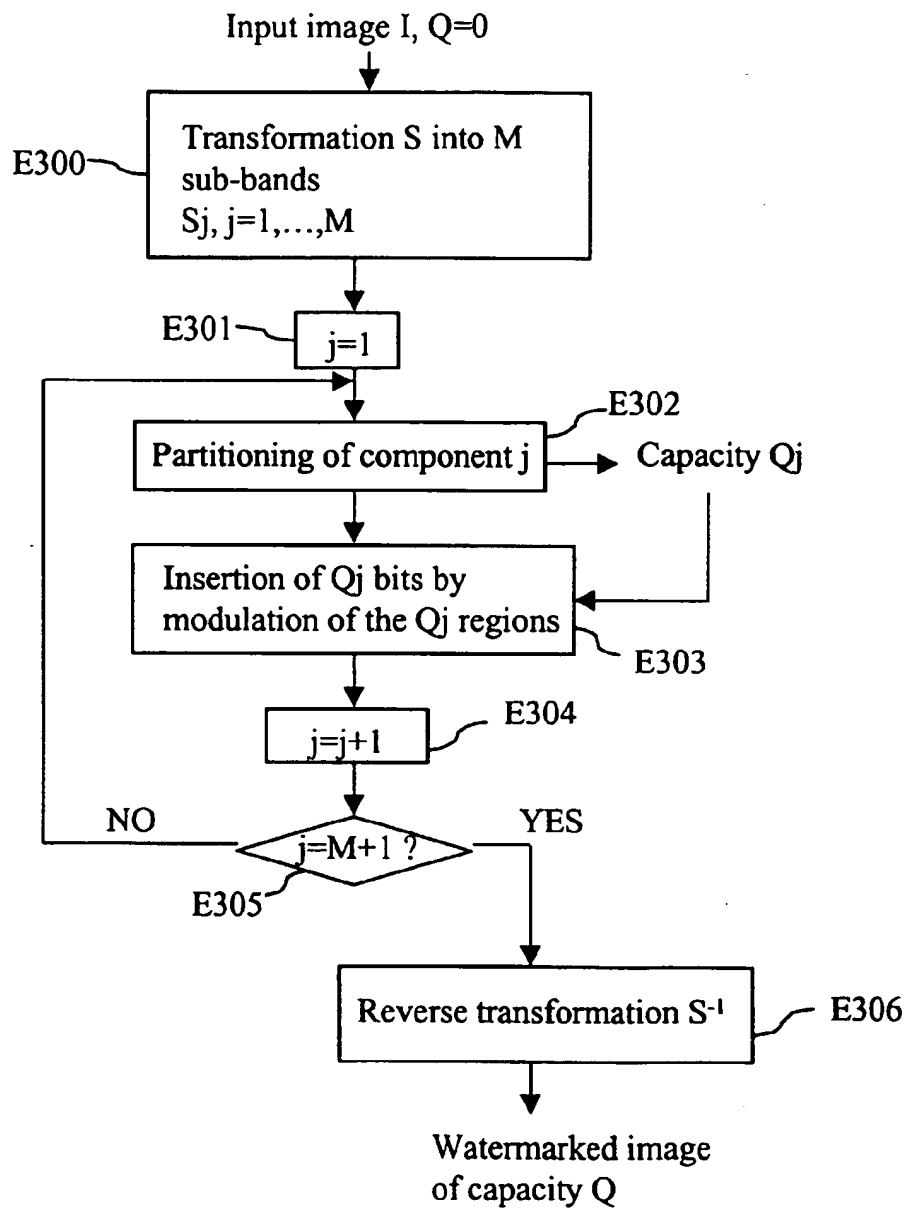 Input image I, Q=0
E300
Transformation S into M
sub-bands
Sj, j=1,...,M
E301
j=1
E302
Partitioning of component j
Capacity Qj
Insertion of Qj bits by
modulation of the Qj regions
E303
E304
j=j+1
NO
YES
j=M+1 ?
E305
Reverse transformation S⁻¹
E306
Watermarked image
of capacity Q